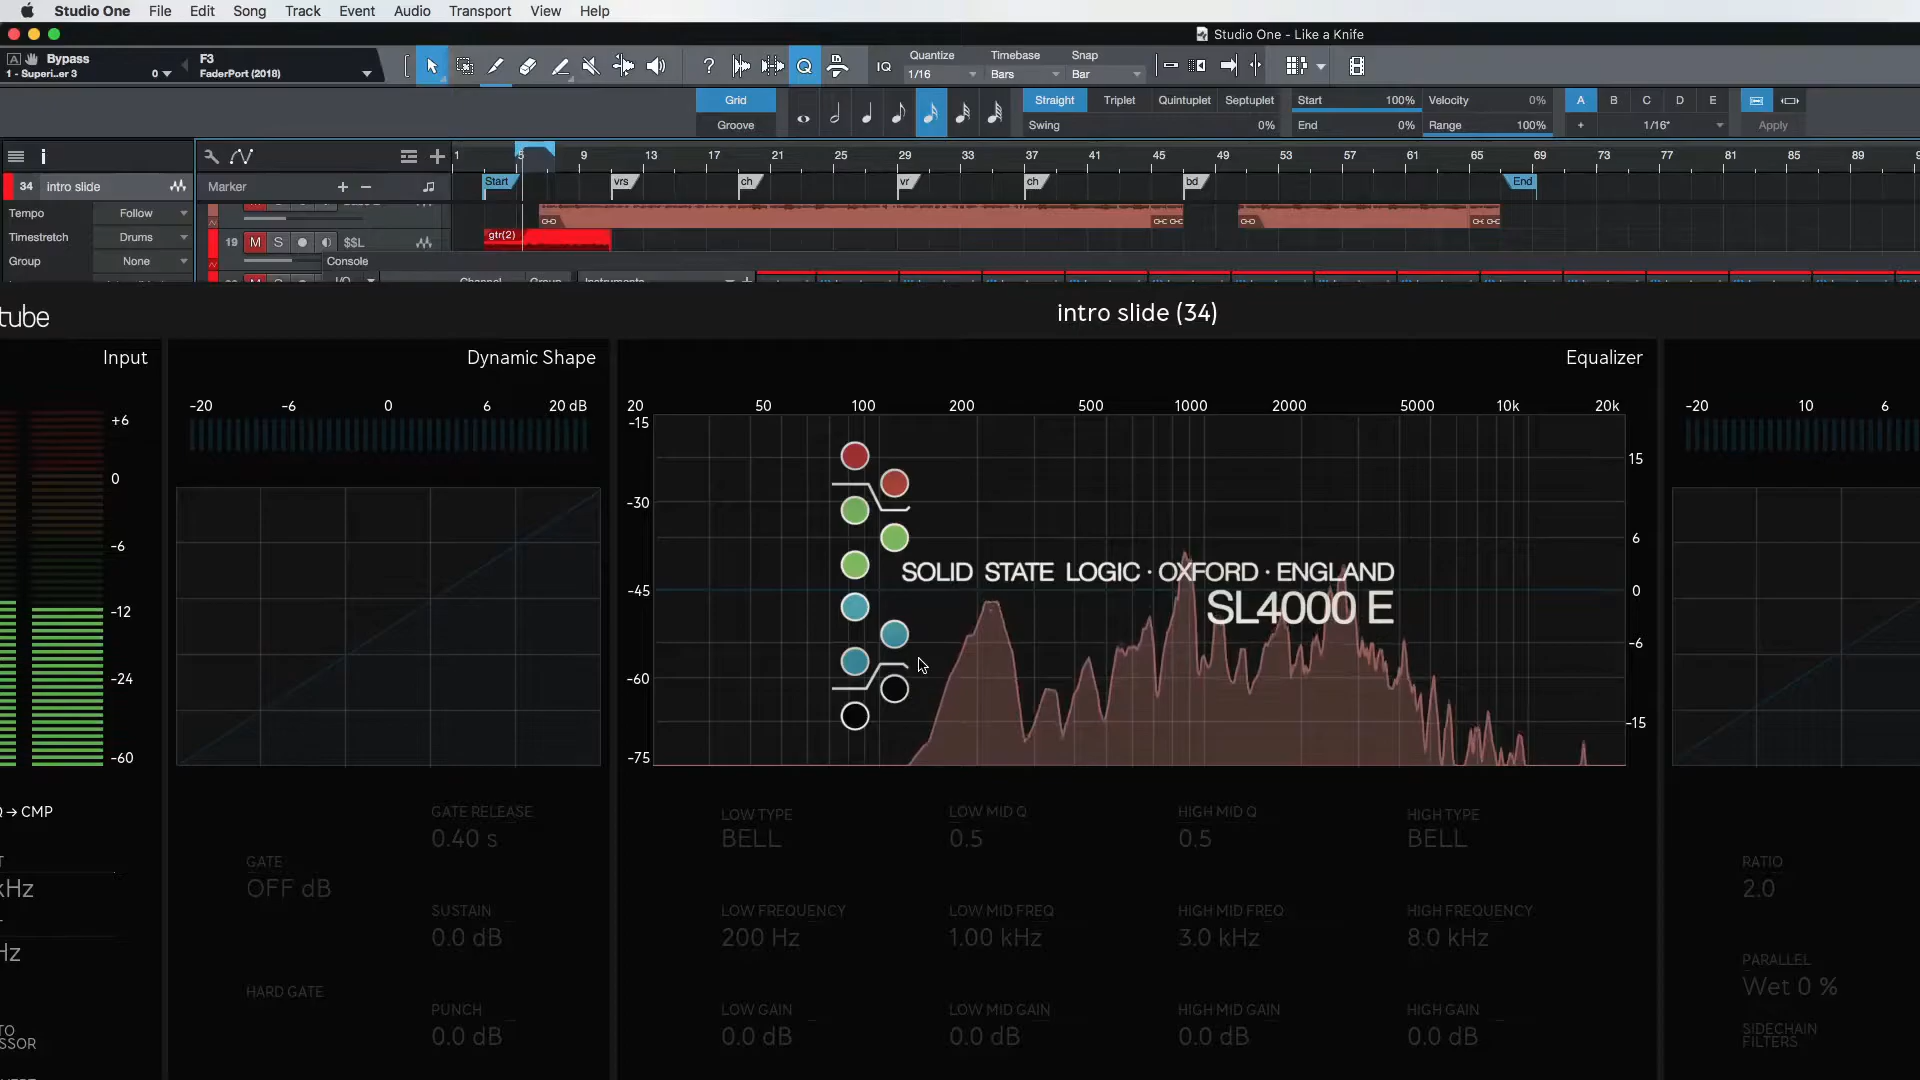 Studio One File Edit Song Track Event Audio Transport View Help
Studio One - Like a Knife
A Bypass F3
1 - Superi...er 3 0 FaderPort (2018)
? Q IQ Quantize Timebase Snap
1/16 Bars Bar
Grid Straight Triplet Quintuplet Septuplet Start 100% Velocity 0% A B C D E
Groove Swing 0% End 0% Range 100% + 1/16* Apply
i 1 5 9 13 17 21 25 29 33 37 41 45 49 53 57 61 65 69 73 77 81 85 89
34 intro slide Marker Start vrs ch vr ch bd End
Tempo Follow
Timestretch Drums 19 M S $$L gtr(2)
Group None Console
Channel Group Instruments
tube intro slide (34)
Input Dynamic Shape Equalizer
-20 -6 0 6 20 dB 20 50 100 200 500 1000 2000 5000 10k 20k -20 10 6
+6 -15
0 15
-30
-6 6
SOLID STATE LOGIC · OXFORD · ENGLAND
-45 0
-12 SL4000 E
-6
-24 -60
-15
-60 -75
→ CMP GATE RELEASE LOW TYPE LOW MID Q HIGH MID Q HIGH TYPE
0.40 s BELL 0.5 0.5 BELL
GATE RATIO
kHz OFF dB 2.0
SUSTAIN LOW FREQUENCY LOW MID FREQ HIGH MID FREQ HIGH FREQUENCY
Hz 0.0 dB 200 Hz 1.00 kHz 3.0 kHz 8.0 kHz
PARALLEL
HARD GATE Wet 0 %
PUNCH LOW GAIN LOW MID GAIN HIGH MID GAIN HIGH GAIN
TO 0.0 dB 0.0 dB 0.0 dB 0.0 dB 0.0 dB SIDECHAIN
SSOR FILTERS